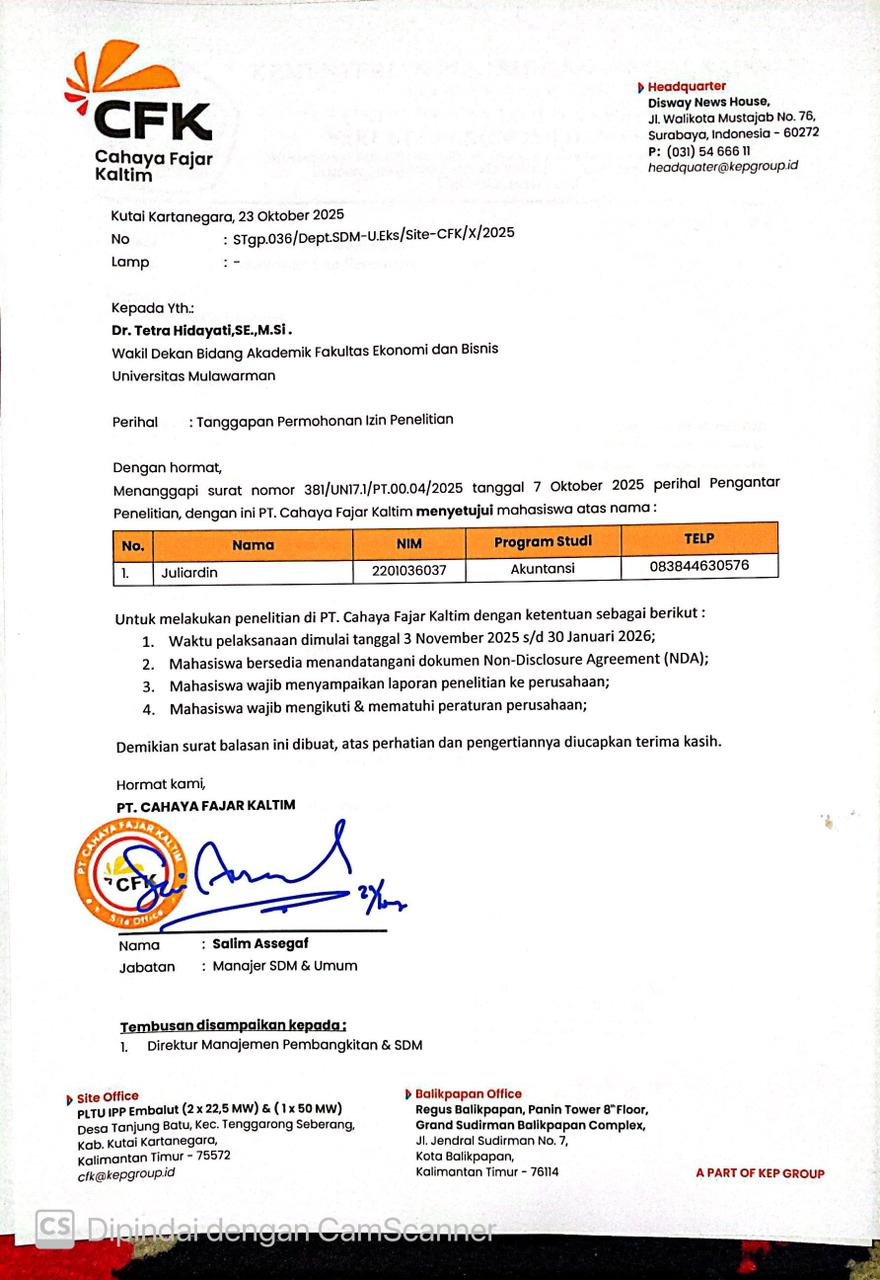 CFK
Cahaya Fajar
Kaltim
Headquarter
Disway News House,
Jl. Walikota Mustajab No. 76,
Surabaya, Indonesia - 60272
P: (031) 54 666 11
headquater@kepgroup.id
Kutai Kartanegara, 23 Oktober 2025
No : STgp.036/Dept.SDM-U.Eks/Site-CFK/X/2025
Lamp : -
Kepada Yth.:
Dr. Tetra Hidayati,SE.,M.Si .
Wakil Dekan Bidang Akademik Fakultas Ekonomi dan Bisnis
Universitas Mulawarman
Perihal : Tanggapan Permohonan Izin Penelitian
Dengan hormat,
Menanggapi surat nomor 381/UN17.1/PT.00.04/2025 tanggal 7 Oktober 2025 perihal Pengantar
Penelitian, dengan ini PT. Cahaya Fajar Kaltim menyetujui mahasiswa atas nama :
No. Nama NIM Program Studi TELP
1. Juliardin 2201036037 Akuntansi 083844630576
Untuk melakukan penelitian di PT. Cahaya Fajar Kaltim dengan ketentuan sebagai berikut :
1. Waktu pelaksanaan dimulai tanggal 3 November 2025 s/d 30 Januari 2026;
2. Mahasiswa bersedia menandatangani dokumen Non-Disclosure Agreement (NDA);
3. Mahasiswa wajib menyampaikan laporan penelitian ke perusahaan;
4. Mahasiswa wajib mengikuti & mematuhi peraturan perusahaan;
Demikian surat balasan ini dibuat, atas perhatian dan pengertiannya diucapkan terima kasih.
Hormat kami,
PT. CAHAYA FAJAR KALTIM
PT. CAHAYA FAJAR KALTIM
CFK
Site Office
Nama : Salim Assegaf
Jabatan : Manajer SDM & Umum
Tembusan disampaikan kepada :
1. Direktur Manajemen Pembangkitan & SDM
Site Office
PLTU IPP Embalut (2 x 22,5 MW) & ( 1 x 50 MW)
Desa Tanjung Batu, Kec. Tenggarong Seberang,
Kab. Kutai Kartanegara,
Kalimantan Timur - 75572
cfk@kepgroup.id
Balikpapan Office
Regus Balikpapan, Panin Tower 8th Floor,
Grand Sudirman Balikpapan Complex,
Jl. Jendral Sudirman No. 7,
Kota Balikpapan,
Kalimantan Timur - 76114
A PART OF KEP GROUP
CS Dipindai dengan CamScanner